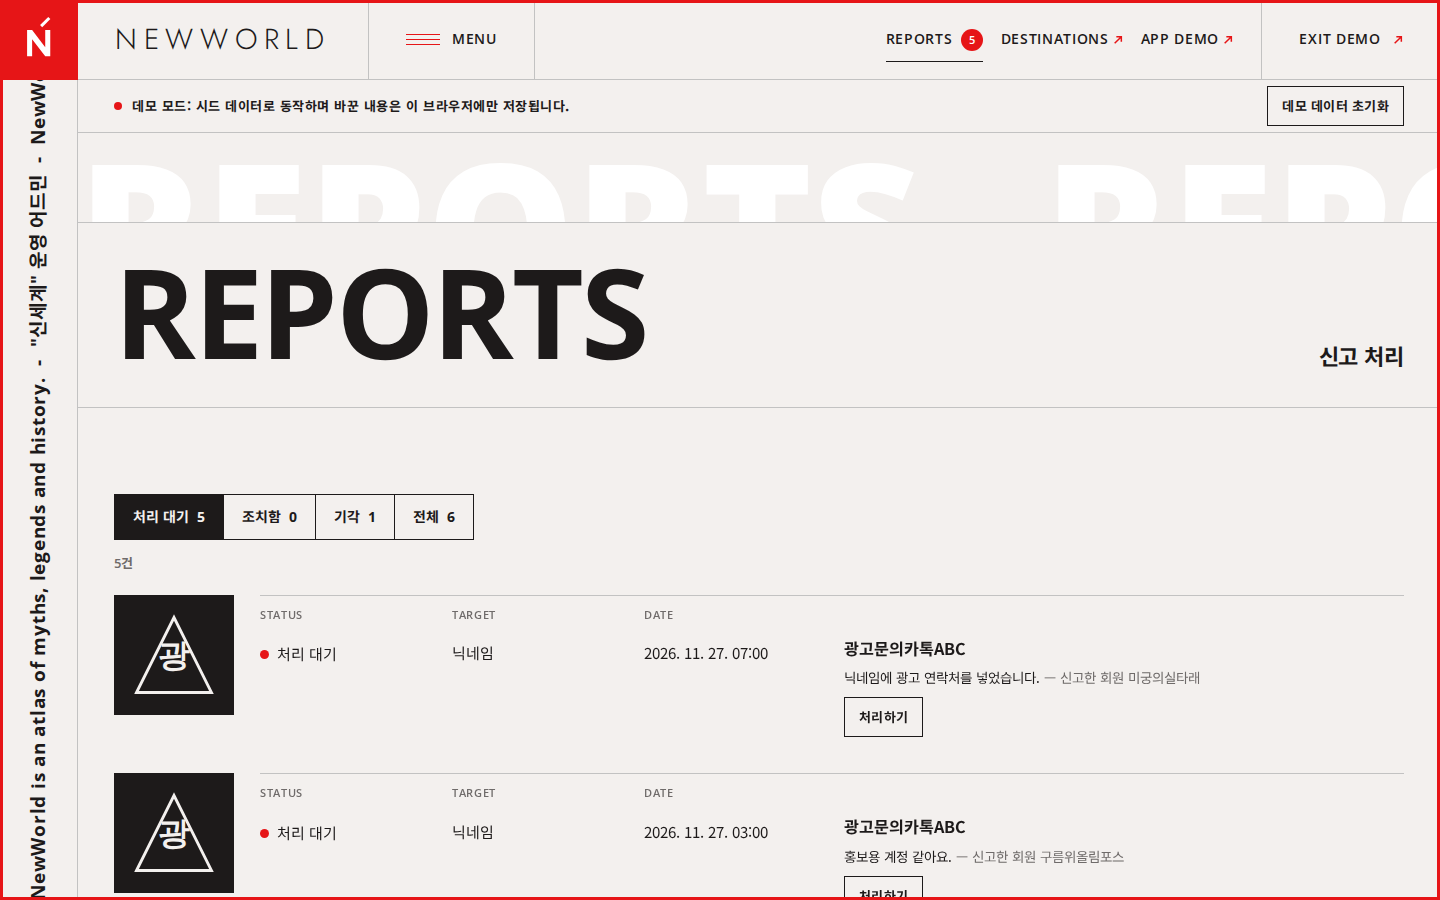 Ń
NEWWORLD
MENU
REPORTS 5
DESTINATIONS
APP DEMO
EXIT DEMO
NewWorld is an atlas of myths, legends and history. - "신세계" 운영 어드민 -
데모 모드: 시드 데이터로 동작하며 바꾼 내용은 이 브라우저에만 저장됩니다.
데모 데이터 초기화
REPORTS
REPORTS
신고 처리
처리 대기 5
조치함 0
기각 1
전체 6
5건
광
STATUS
TARGET
DATE
처리 대기
닉네임
2026. 11. 27. 07:00
광고문의카톡ABC
닉네임에 광고 연락처를 넣었습니다. — 신고한 회원 미궁의실타래
처리하기
광
STATUS
TARGET
DATE
처리 대기
닉네임
2026. 11. 27. 03:00
광고문의카톡ABC
홍보용 계정 같아요. — 신고한 회원 구름위올림포스
처리하기